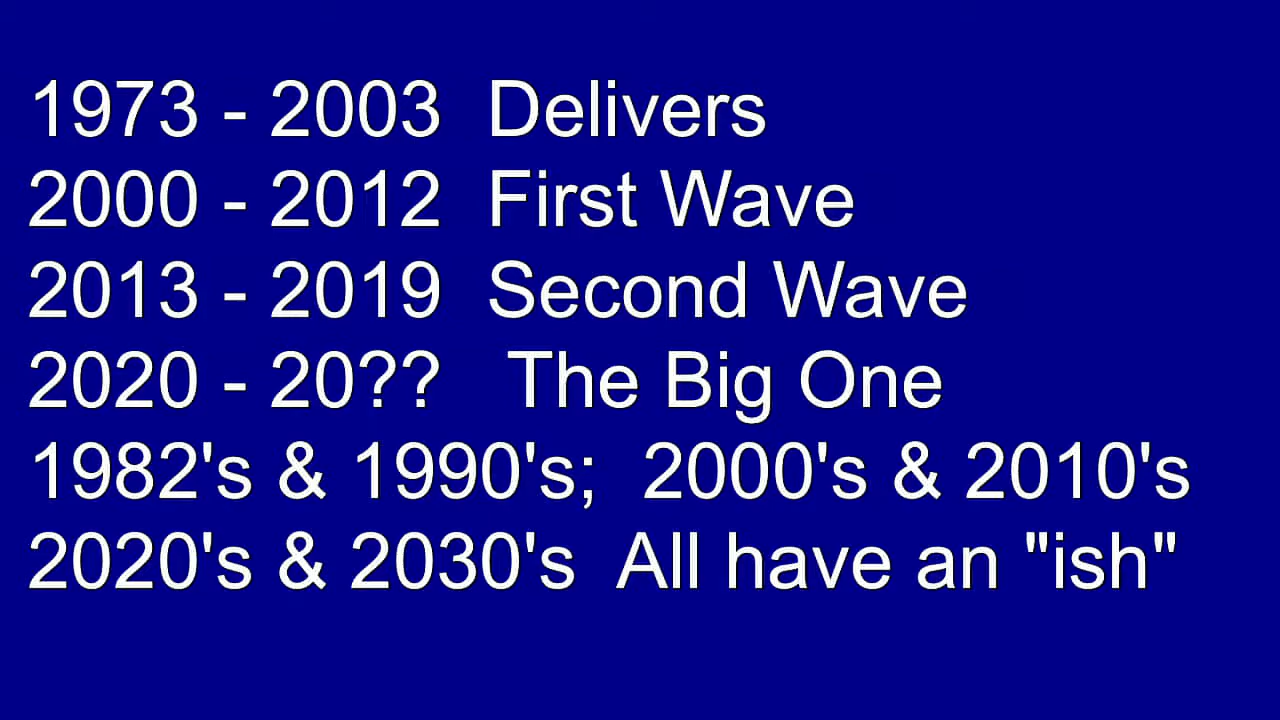 1973 - 2003 Delivers
2000 - 2012 First Wave
2013 - 2019 Second Wave
2020 - 20?? The Big One
1982's & 1990's; 2000's & 2010's
2020's & 2030's All have an "ish"